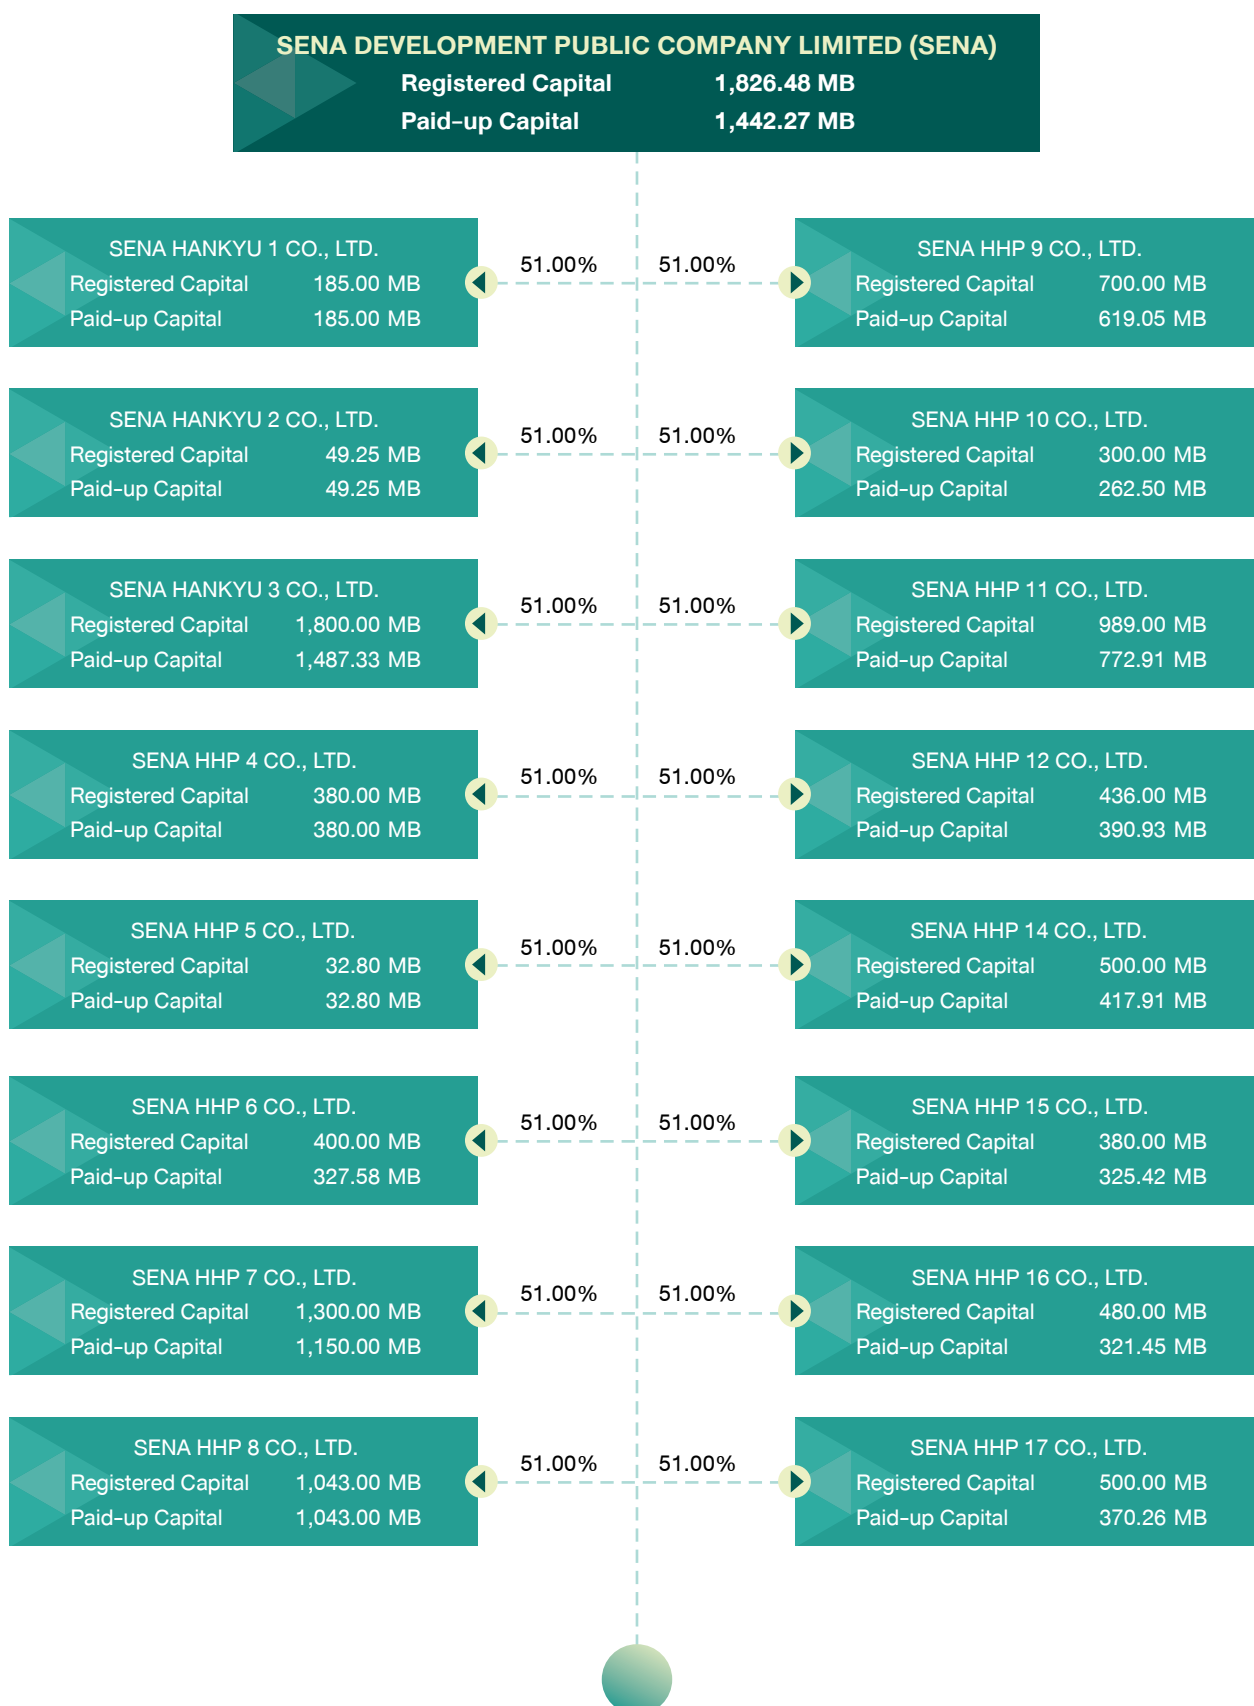 SENA DEVELOPMENT PUBLIC COMPANY LIMITED (SENA)
Registered Capital 1,826.48 MB
Paid-up Capital 1,442.27 MB
SENA HANKYU 1 CO., LTD.
Registered Capital 185.00 MB
Paid-up Capital 185.00 MB
51.00% 51.00%
SENA HHP 9 CO., LTD.
Registered Capital 700.00 MB
Paid-up Capital 619.05 MB
SENA HANKYU 2 CO., LTD.
Registered Capital 49.25 MB
Paid-up Capital 49.25 MB
51.00% 51.00%
SENA HHP 10 CO., LTD.
Registered Capital 300.00 MB
Paid-up Capital 262.50 MB
SENA HANKYU 3 CO., LTD.
Registered Capital 1,800.00 MB
Paid-up Capital 1,487.33 MB
51.00% 51.00%
SENA HHP 11 CO., LTD.
Registered Capital 989.00 MB
Paid-up Capital 772.91 MB
SENA HHP 4 CO., LTD.
Registered Capital 380.00 MB
Paid-up Capital 380.00 MB
51.00% 51.00%
SENA HHP 12 CO., LTD.
Registered Capital 436.00 MB
Paid-up Capital 390.93 MB
SENA HHP 5 CO., LTD.
Registered Capital 32.80 MB
Paid-up Capital 32.80 MB
51.00% 51.00%
SENA HHP 14 CO., LTD.
Registered Capital 500.00 MB
Paid-up Capital 417.91 MB
SENA HHP 6 CO., LTD.
Registered Capital 400.00 MB
Paid-up Capital 327.58 MB
51.00% 51.00%
SENA HHP 15 CO., LTD.
Registered Capital 380.00 MB
Paid-up Capital 325.42 MB
SENA HHP 7 CO., LTD.
Registered Capital 1,300.00 MB
Paid-up Capital 1,150.00 MB
51.00% 51.00%
SENA HHP 16 CO., LTD.
Registered Capital 480.00 MB
Paid-up Capital 321.45 MB
SENA HHP 8 CO., LTD.
Registered Capital 1,043.00 MB
Paid-up Capital 1,043.00 MB
51.00% 51.00%
SENA HHP 17 CO., LTD.
Registered Capital 500.00 MB
Paid-up Capital 370.26 MB